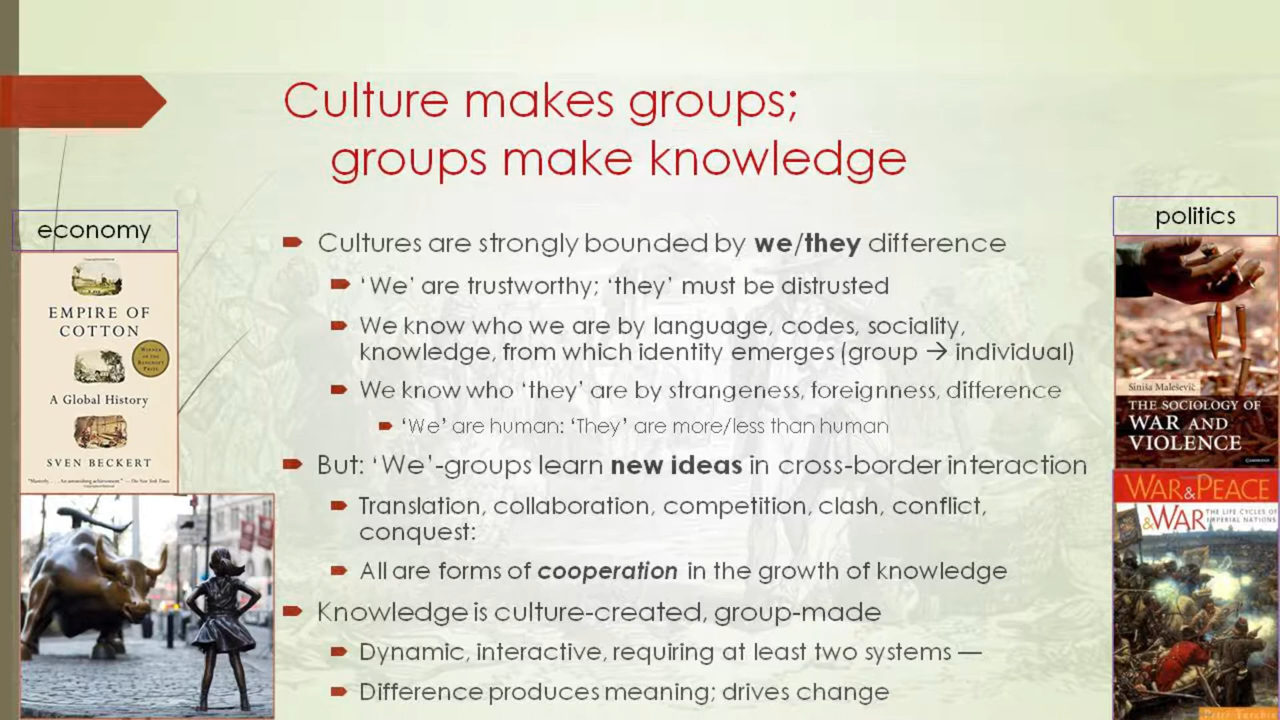 Culture makes groups;
groups make knowledge
economy
EMPIRE OF
COTTON
A Global History
SVEN BECKERT
politics
Siniša Malešević
THE SOCIOLOGY OF
WAR AND
VIOLENCE
WAR & PEACE
& WAR
THE LIFE CYCLES OF
IMPERIAL NATIONS
Peter Turchin
Cultures are strongly bounded by we/they difference
‘We’ are trustworthy; ‘they’ must be distrusted
We know who we are by language, codes, sociality,
knowledge, from which identity emerges (group → individual)
We know who ‘they’ are by strangeness, foreignness, difference
‘We’ are human: ‘They’ are more/less than human
But: ‘We’-groups learn new ideas in cross-border interaction
Translation, collaboration, competition, clash, conflict,
conquest:
All are forms of cooperation in the growth of knowledge
Knowledge is culture-created, group-made
Dynamic, interactive, requiring at least two systems —
Difference produces meaning; drives change